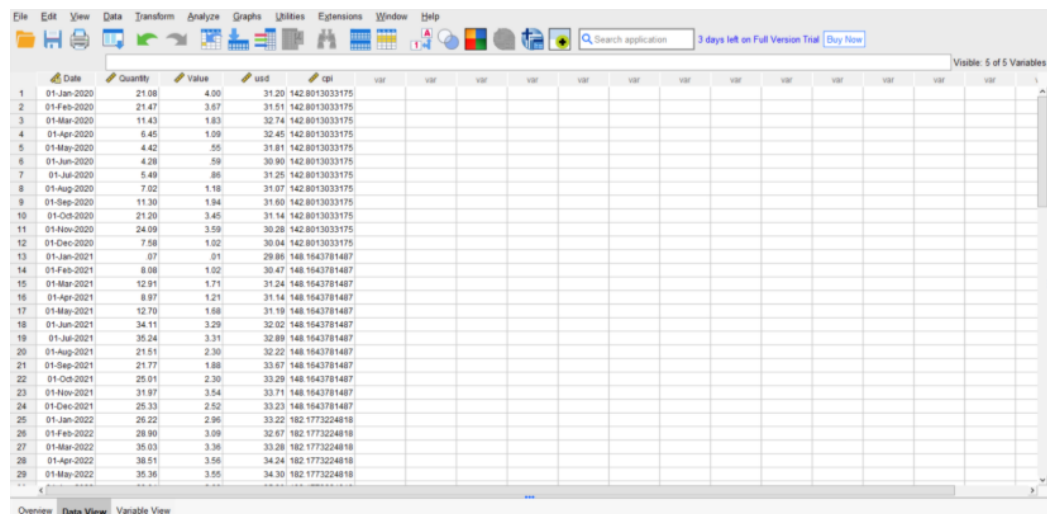 File Edit View Data Transform Analyze Graphs Utilities Extensions Window Help
Search application 3 days left on Full Version Trial Buy Now
Visible: 5 of 5 Variables
Date Quantity Value usd cpi var var var var var var var var var var var var var
1 01-Jan-2020 21.08 4.00 31.20 142.8013033175
2 01-Feb-2020 21.47 3.67 31.51 142.8013033175
3 01-Mar-2020 11.43 1.83 32.74 142.8013033175
4 01-Apr-2020 6.45 1.09 32.45 142.8013033175
5 01-May-2020 4.42 .55 31.81 142.8013033175
6 01-Jun-2020 4.28 .59 30.90 142.8013033175
7 01-Jul-2020 5.49 .86 31.25 142.8013033175
8 01-Aug-2020 7.02 1.18 31.07 142.8013033175
9 01-Sep-2020 11.30 1.94 31.60 142.8013033175
10 01-Oct-2020 21.20 3.45 31.14 142.8013033175
11 01-Nov-2020 24.09 3.59 30.28 142.8013033175
12 01-Dec-2020 7.58 1.02 30.04 142.8013033175
13 01-Jan-2021 .07 .01 29.86 148.1643781487
14 01-Feb-2021 8.08 1.02 30.47 148.1643781487
15 01-Mar-2021 12.91 1.71 31.24 148.1643781487
16 01-Apr-2021 8.97 1.21 31.14 148.1643781487
17 01-May-2021 12.70 1.68 31.19 148.1643781487
18 01-Jun-2021 34.11 3.29 32.02 148.1643781487
19 01-Jul-2021 35.24 3.31 32.89 148.1643781487
20 01-Aug-2021 21.51 2.30 32.22 148.1643781487
21 01-Sep-2021 21.77 1.88 33.67 148.1643781487
22 01-Oct-2021 25.01 2.30 33.29 148.1643781487
23 01-Nov-2021 31.97 3.54 33.71 148.1643781487
24 01-Dec-2021 25.33 2.52 33.23 148.1643781487
25 01-Jan-2022 26.22 2.96 33.22 182.1773224818
26 01-Feb-2022 28.90 3.09 32.67 182.1773224818
27 01-Mar-2022 35.03 3.36 33.28 182.1773224818
28 01-Apr-2022 38.51 3.56 34.24 182.1773224818
29 01-May-2022 35.36 3.55 34.30 182.1773224818
Overview Data View Variable View